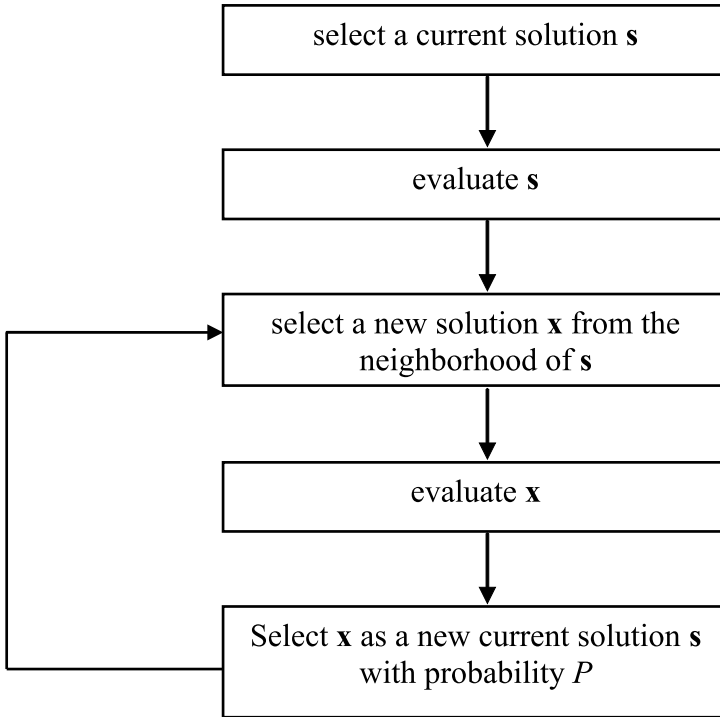 select a current solution s
evaluate s
select a new solution x from the
neighborhood of s
evaluate x
Select x as a new current solution s
with probability P